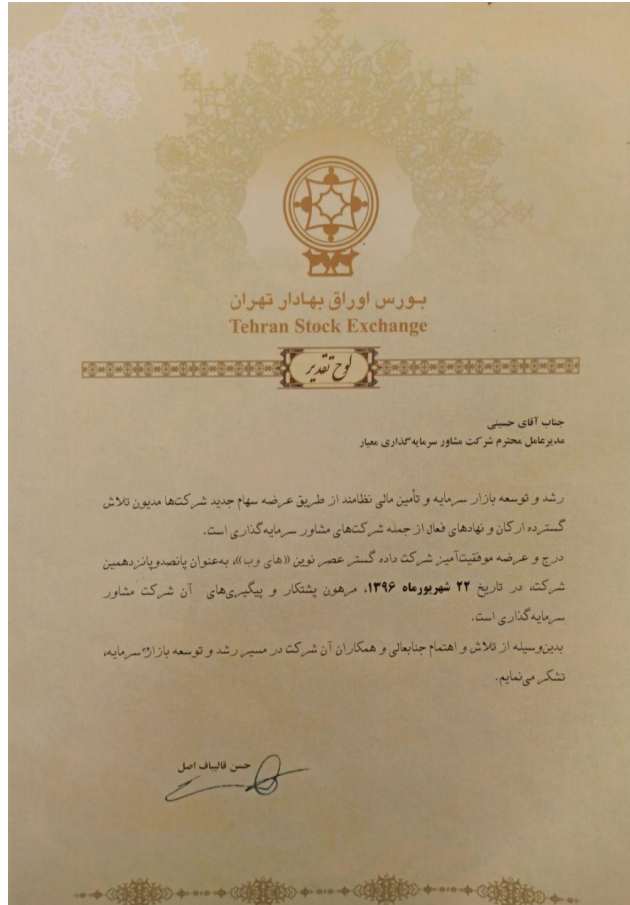 بورس اوراق بهادار تهران
Tehran Stock Exchange
لوح تقدیر
جناب آقای حسینی
مدیرعامل محترم شرکت مشاور سرمایه‌گذاری معیار
رشد و توسعه بازار سرمایه و تأمین مالی نظامند از طریق عرضه سهام جدید شرکت‌ها مدیون تلاش
گسترده ارکان و نهادهای فعال از جمله شرکت‌های مشاور سرمایه‌گذاری است.
درج و عرضه موفقیت‌آمیز شرکت داده گستر عصر نوین «های وب»، به‌عنوان پانصدوپانزدهمین
شرکت، در تاریخ ۲۲ شهریورماه ۱۳۹۶، مرهون پشتکار و پیگیری‌های آن شرکت مشاور
سرمایه‌گذاری است.
بدین‌وسیله از تلاش و اهتمام جنابعالی و همکاران آن شرکت در مسیر رشد و توسعه بازار سرمایه،
تشکر می‌نمایم.
حسن قالیباف اصل